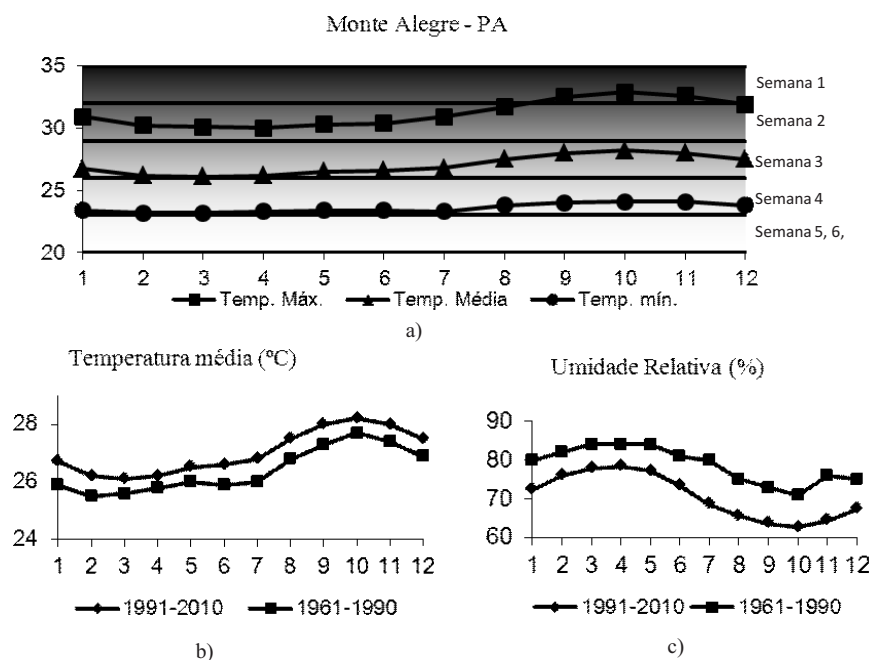 Monte Alegre - PA
35
30
25
20
Semana 1
Semana 2
Semana 3
Semana 4
Semana 5, 6,
1 2 3 4 5 6 7 8 9 10 11 12
Temp. Máx. Temp. Média Temp. mín.
a)
Temperatura média (ºC)
28
26
24
1 2 3 4 5 6 7 8 9 10 11 12
1991-2010 1961-1990
b)
Umidade Relativa (%)
90
80
70
60
1 2 3 4 5 6 7 8 9 10 11 12
1991-2010 1961-1990
c)